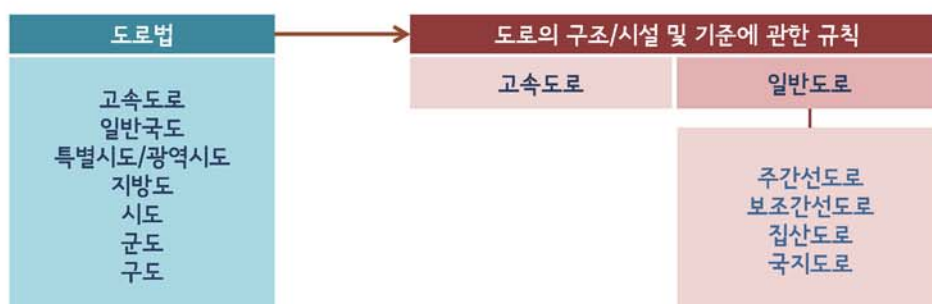 도로법
고속도로
일반국도
특별시도/광역시도
지방도
시도
군도
구도
도로의 구조/시설 및 기준에 관한 규칙
고속도로
일반도로
주간선도로
보조간선도로
집산도로
국지도로